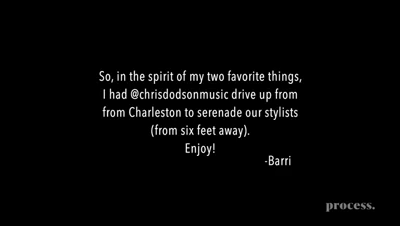 So, in the spirit of my two favorite things,
I had @chrisdodsonmusic drive up from
from Charleston to serenade our stylists
(from six feet away).
Enjoy!
-Barri
process.